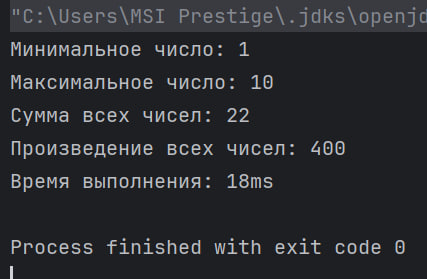 "C:\Users\MSI Prestige\.jdks\openjd
Минимальное число: 1
Максимальное число: 10
Сумма всех чисел: 22
Произведение всех чисел: 400
Время выполнения: 18ms
Process finished with exit code 0